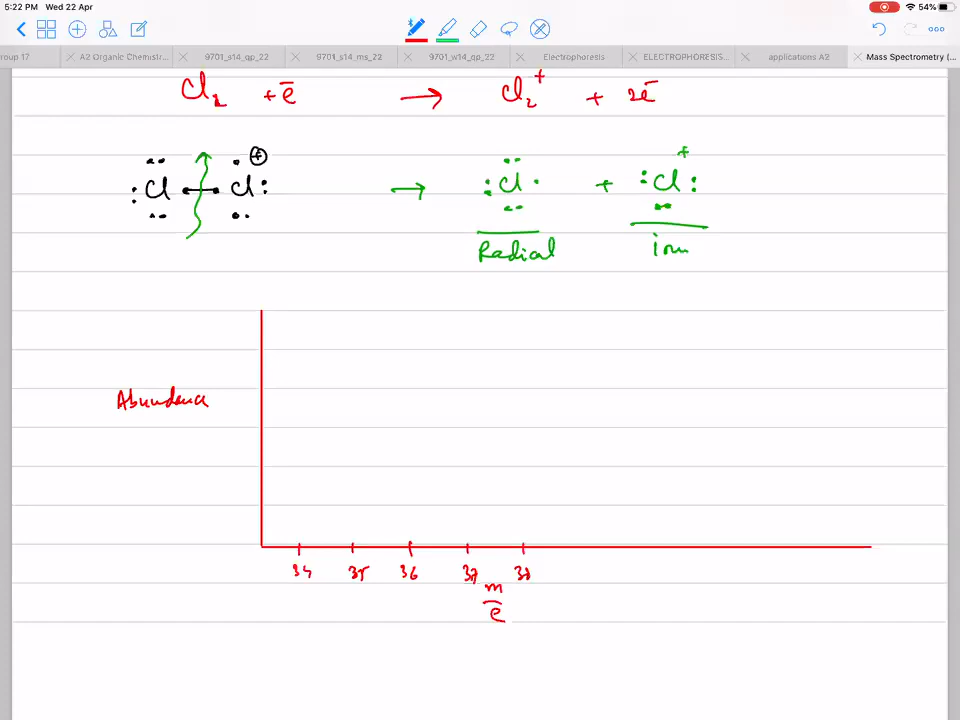 5:22 PM Wed 22 Apr 54%
roup 17 A2 Organic Chemistr... 9701_s14_qp_22 9701_s14_ms_22 9701_w14_qp_22 Electrophoresis ELECTROPHORESIS... applications A2 Mass Spectrometry (...
Cl₂ + e̅ → Cl₂⁺ + 2e̅
:Cl Cl: ⊕ → :Cl· + :Cl: +
Radical ion
Abundance
34 35 36 37 38
m
e